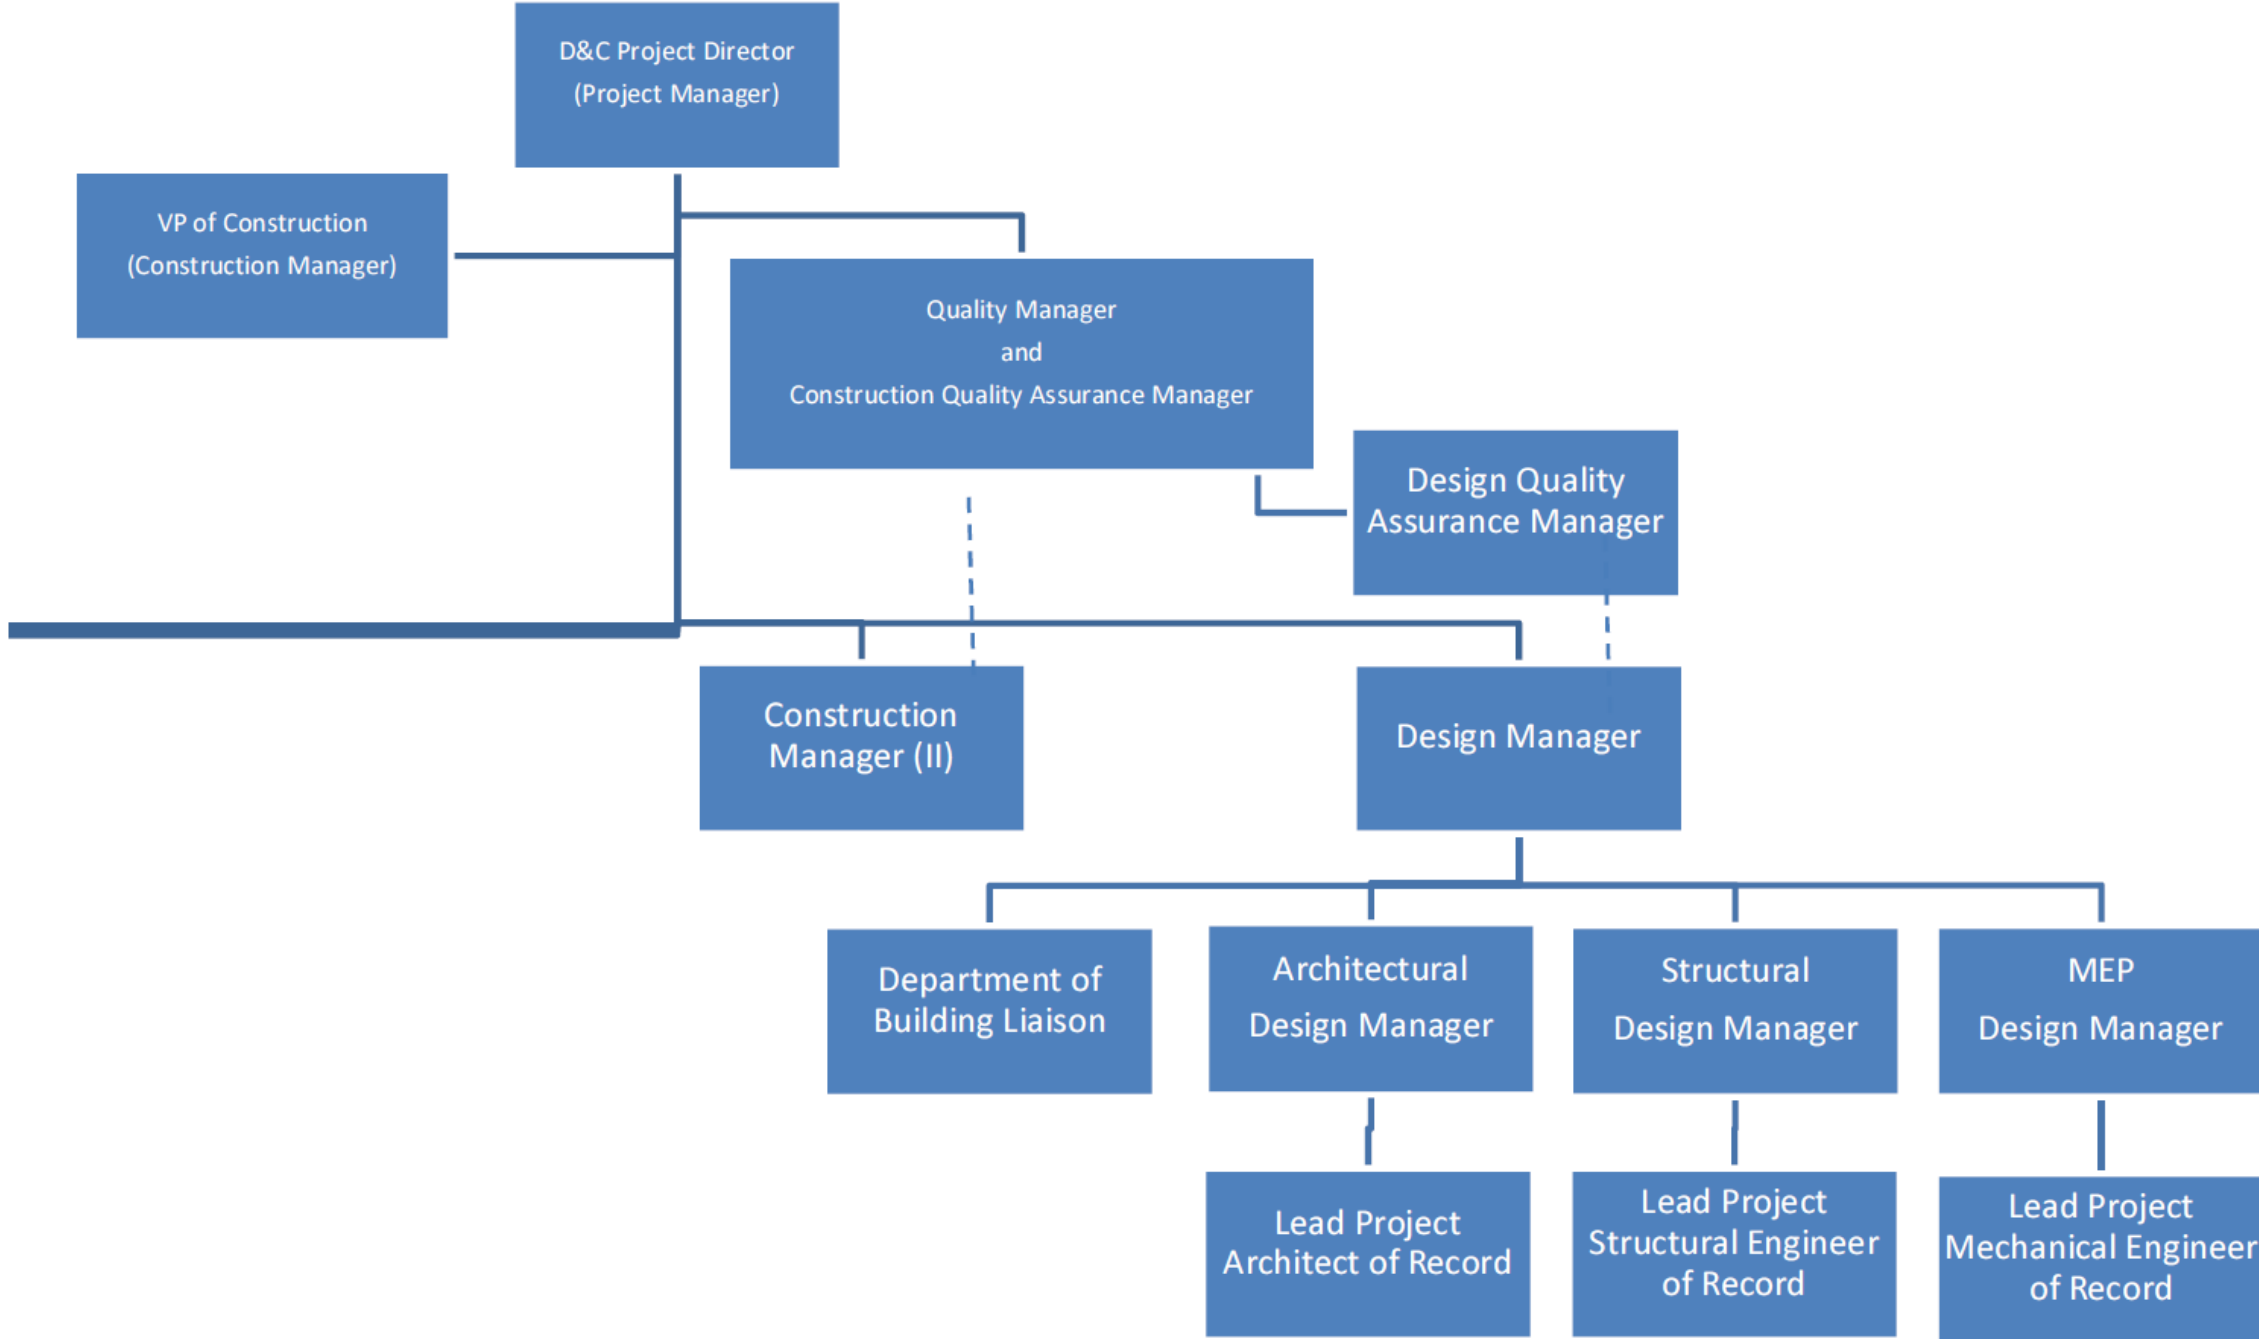 D&C Project Director
(Project Manager)
VP of Construction
(Construction Manager)
Quality Manager
and
Construction Quality Assurance Manager
Design Quality
Assurance Manager
Construction
Manager (II)
Design Manager
Department of
Building Liaison
Architectural
Design Manager
Structural
Design Manager
MEP
Design Manager
Lead Project
Architect of Record
Lead Project
Structural Engineer
of Record
Lead Project
Mechanical Engineer
of Record